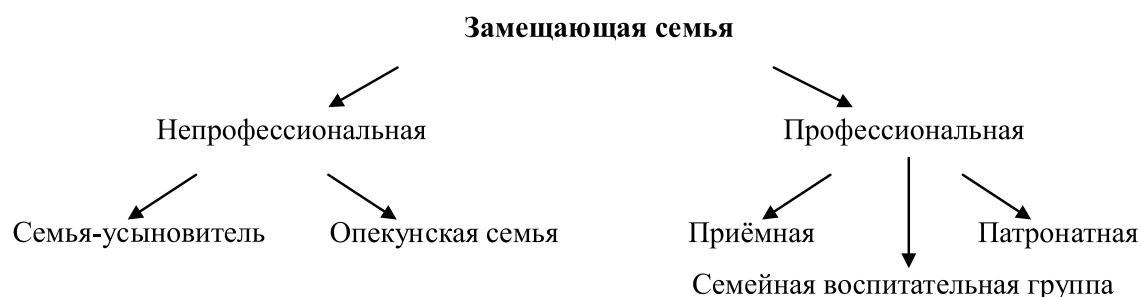 Замещающая семья
Непрофессиональная Профессиональная
Семья-усыновитель Опекунская семья Приёмная Патронатная
Семейная воспитательная группа